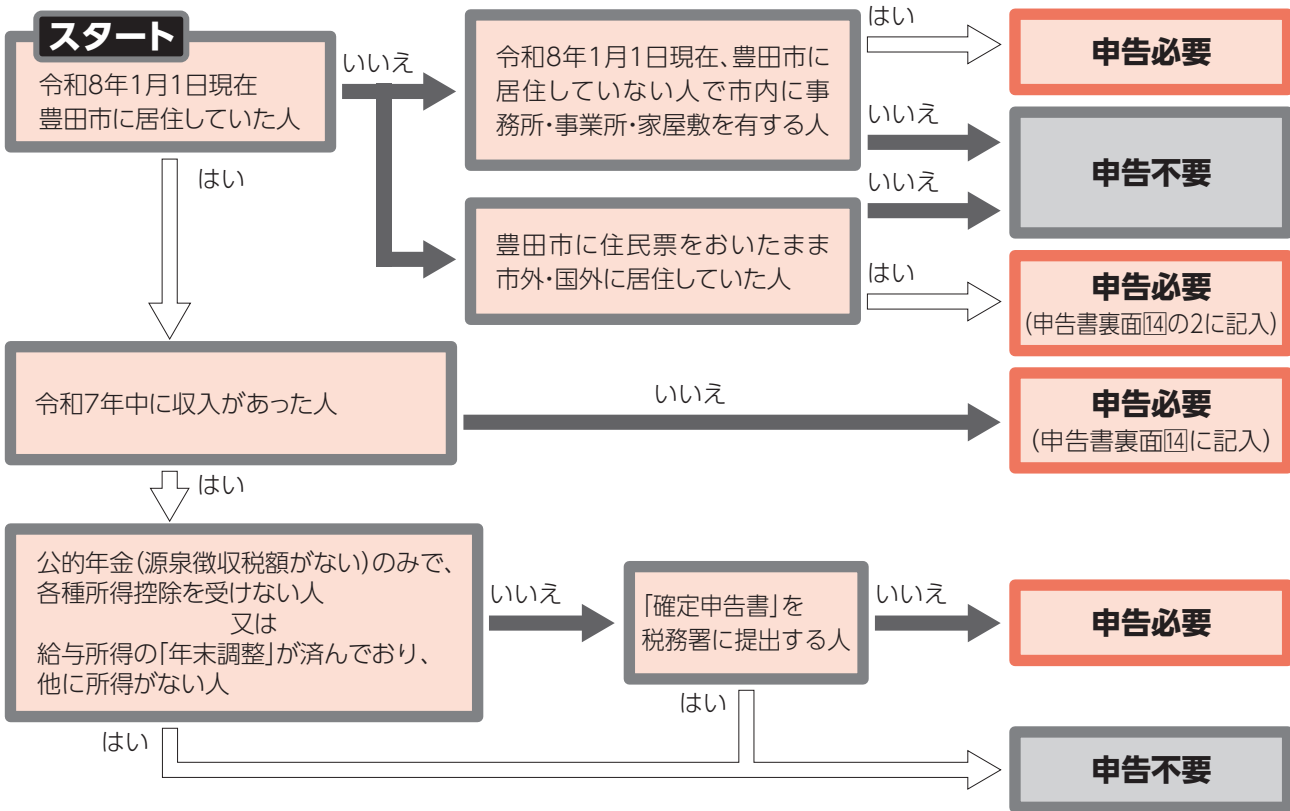 スタート
令和8年1月1日現在
豊田市に居住していた人
いいえ
令和8年1月1日現在、豊田市に
居住していない人で市内に事
務所・事業所・家屋敷を有する人
はい
申告必要
いいえ
申告不要
いいえ
豊田市に住民票をおいたまま
市外・国外に居住していた人
はい
申告必要
(申告書裏面14の2に記入)
はい
令和7年中に収入があった人
いいえ
申告必要
(申告書裏面14に記入)
はい
公的年金(源泉徴収税額がない)のみで、
各種所得控除を受けない人
又は
給与所得の「年末調整」が済んでおり、
他に所得がない人
いいえ
「確定申告書」を
税務署に提出する人
いいえ
申告必要
はい
はい
申告不要